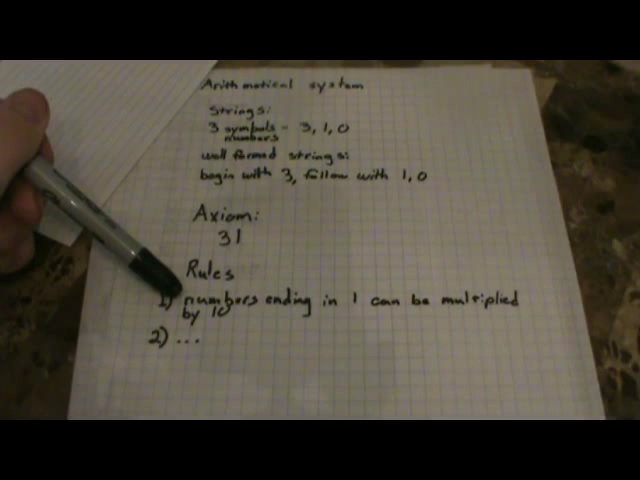 Arithmetical system
Strings:
3 symbols - 3, 1, 0
numbers
well formed strings:
begin with 3, follow with 1, 0
Axiom:
31
Rules
1) numbers ending in 1 can be multiplied
by 10
2) ...